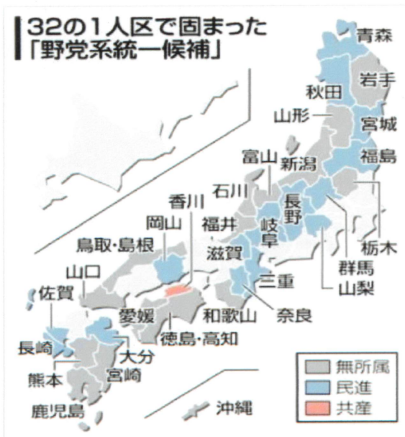 32の1人区で固まった
「野党系統一候補」
青森
岩手
秋田
山形
宮城
富山
新潟
福島
香川
石川
長野
岡山
福井
岐阜
鳥取・島根
滋賀
栃木
山口
群馬
佐賀
三重
山梨
愛媛
和歌山
奈良
長崎
徳島・高知
大分
熊本
宮崎
鹿児島
沖縄
無所属
民進
共産